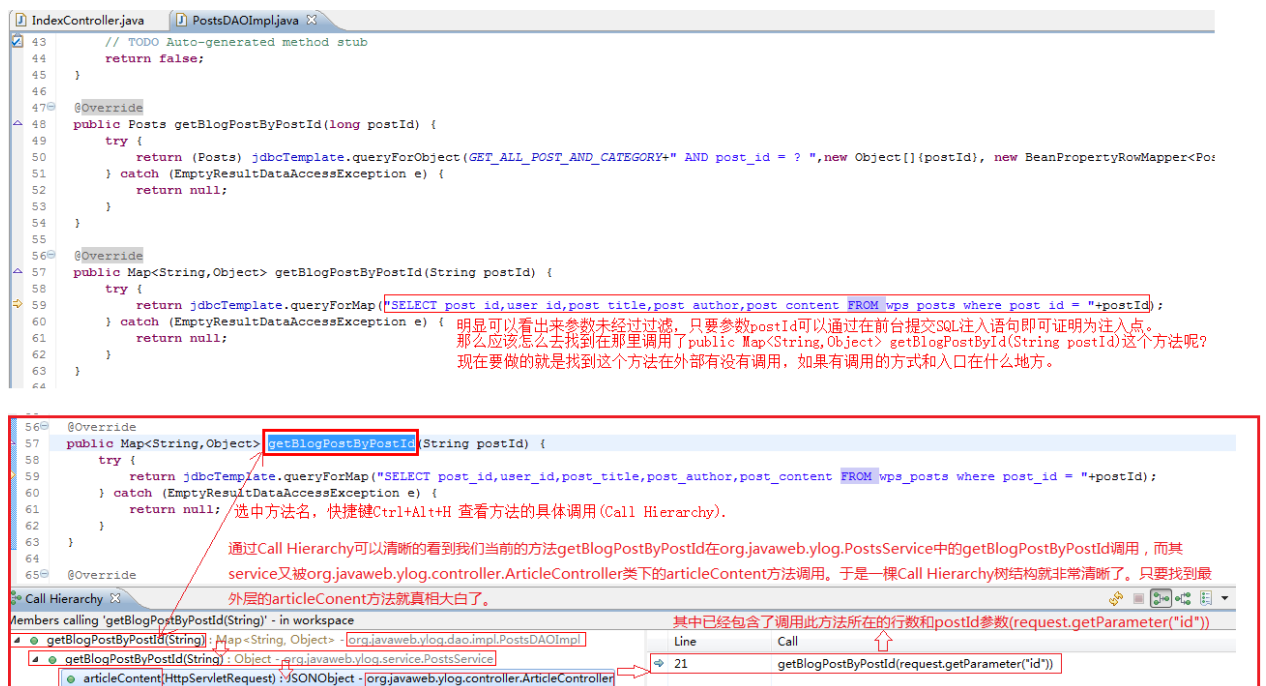 IndexController.java PostsDAOImpl.java
43 // TODO Auto-generated method stub
44 return false;
45 }
46
47 @Override
48 public Posts getBlogPostByPostId(long postId) {
49 try {
50 return (Posts) jdbcTemplate.queryForObject(GET_ALL_POST_AND_CATEGORY+" AND post_id = ? ",new Object[]{postId}, new BeanPropertyRowMapper<Pos
51 } catch (EmptyResultDataAccessException e) {
52 return null;
53 }
54 }
55
56 @Override
57 public Map<String,Object> getBlogPostByPostId(String postId) {
58 try {
59 return jdbcTemplate.queryForMap("SELECT post_id,user_id,post_title,post_author,post_content FROM wps_posts where post_id = "+postId);
60 } catch (EmptyResultDataAccessException e) {
明显可以看出来参数未经过过滤，只要参数postId可以通过在前台提交SQL注入语句即可证明为注入点。
61 return null;
那么应该怎么去找到在那里调用了public Map<String,Object> getBlogPostById(String postId)这个方法呢?
62 }
现在要做的就是找到这个方法在外部有没有调用，如果有调用的方式和入口在什么地方。
63 }
64
56 @Override
57 public Map<String,Object> getBlogPostByPostId(String postId) {
58 try {
59 return jdbcTemplate.queryForMap("SELECT post_id,user_id,post_title,post_author,post_content FROM wps_posts where post_id = "+postId);
60 } catch (EmptyResultDataAccessException e) {
61 return null; 选中方法名，快捷键Ctrl+Alt+H 查看方法的具体调用(Call Hierarchy).
62 }
63 }
通过Call Hierarchy可以清晰的看到我们当前的方法getBlogPostByPostId在org.javaweb.ylog.PostsService中的getBlogPostById调用，而其
64
65 @Override
service又被org.javaweb.ylog.controller.ArticleController类下的articleContent方法调用。于是一棵Call Hierarchy树结构就非常清晰了。只要找到最
Call Hierarchy
外层的articleConent方法就真相大白了。
Members calling 'getBlogPostByPostId(String)' - in workspace
其中已经包含了调用此方法所在的行数和postId参数(request.getParameter("id"))
getBlogPostByPostId(String) : Map<String, Object> - org.javaweb.ylog.dao.impl.PostsDAOImpl
Line Call
getBlogPostByPostId(String) : Object - org.javaweb.ylog.service.PostsService
21 getBlogPostByPostId(request.getParameter("id"))
articleContent(HttpServletRequest) : JSONObject - org.javaweb.ylog.controller.ArticleController